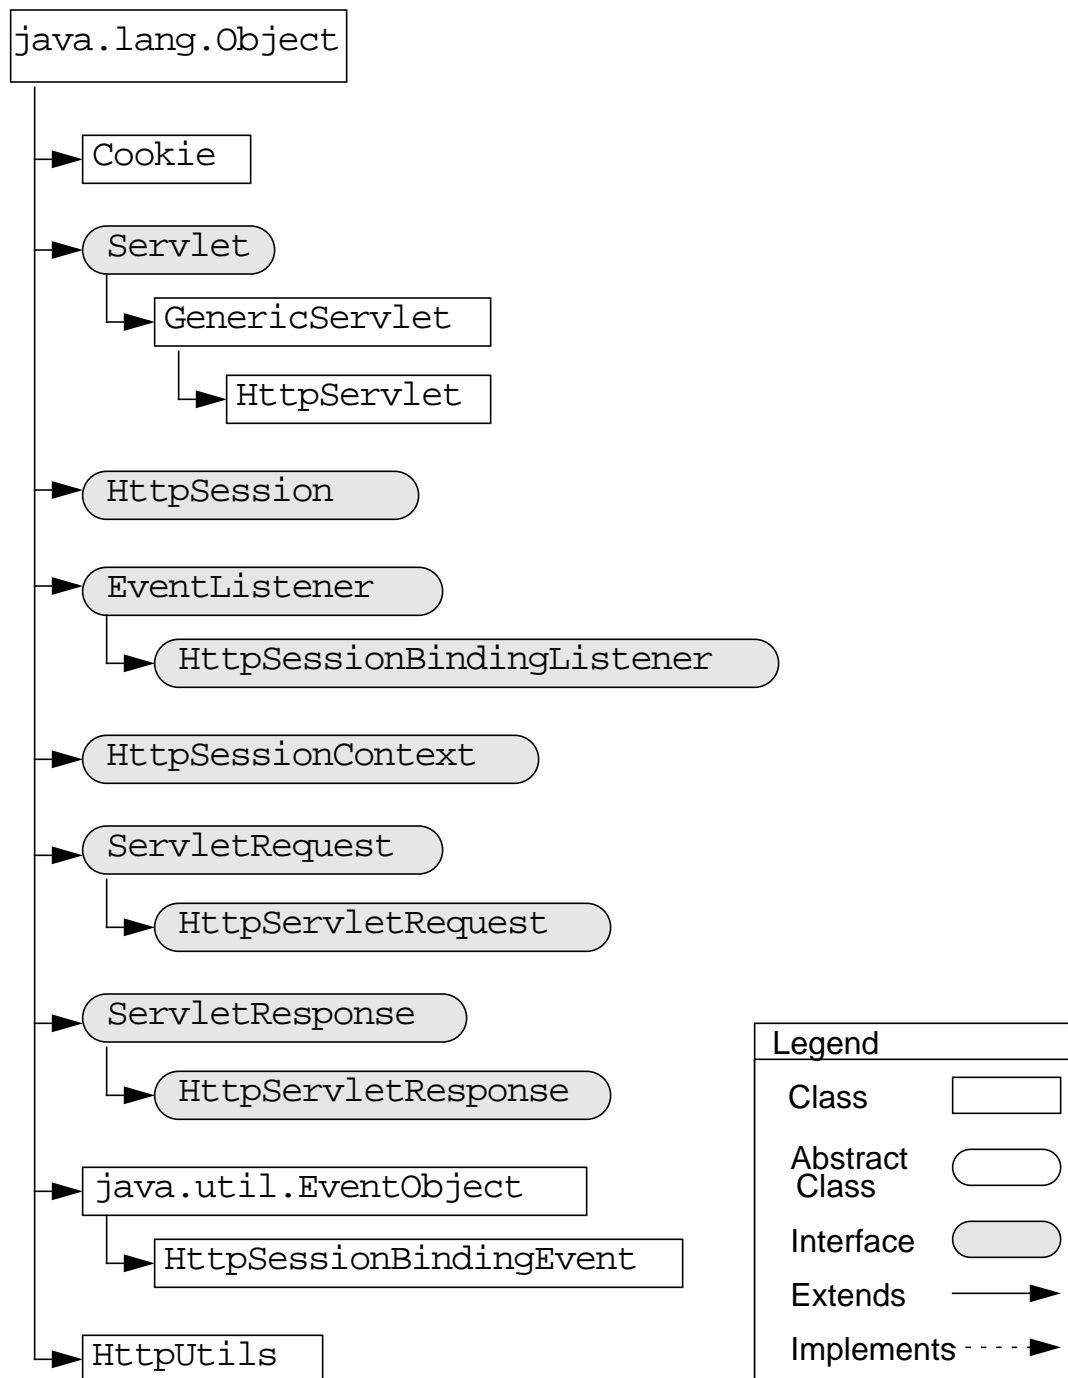 java.lang.Object
Cookie
Servlet
GenericServlet
HttpServlet
HttpSession
EventListener
HttpSessionBindingListener
HttpSessionContext
ServletRequest
HttpServletRequest
ServletResponse
HttpServletResponse
java.util.EventObject
HttpSessionBindingEvent
HttpUtils
Legend
Class
Abstract
Class
Interface
Extends
Implements